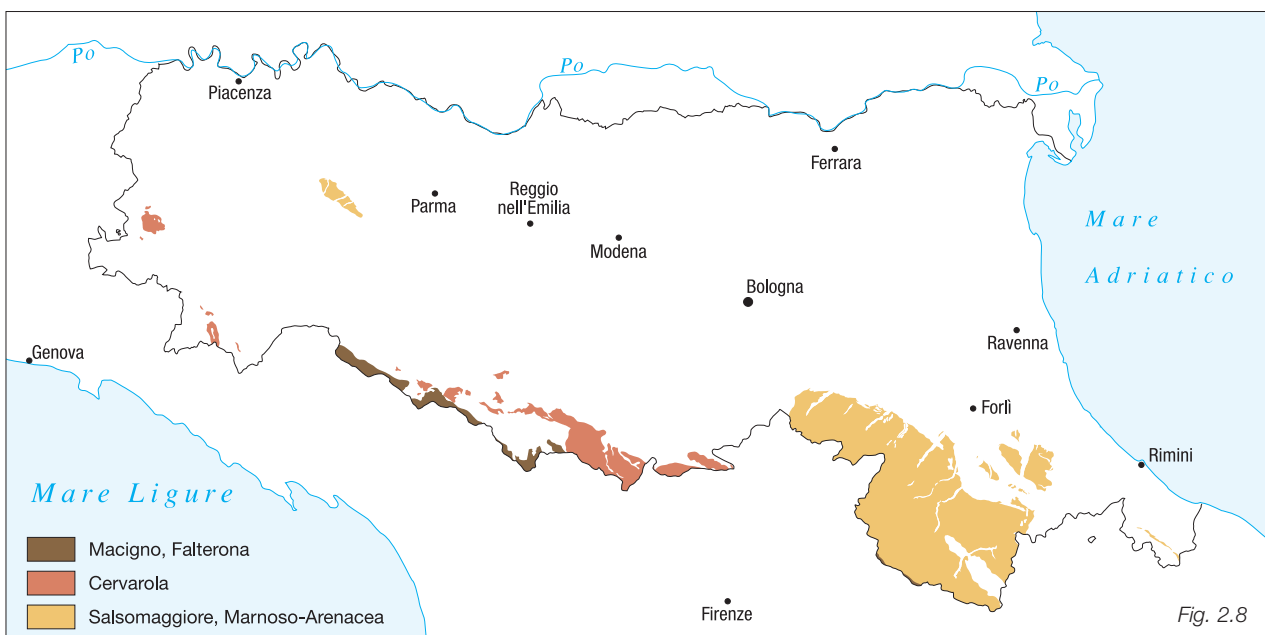 Po
Piacenza
Po
Po
Ferrara
Parma
Reggio
nell'Emilia
Modena
Mare
Adriatico
Bologna
Ravenna
Genova
Forlì
Rimini
Mare Ligure
Macigno, Falterona
Cervarola
Salsomaggiore, Marnoso-Arenacea
Firenze
Fig. 2.8